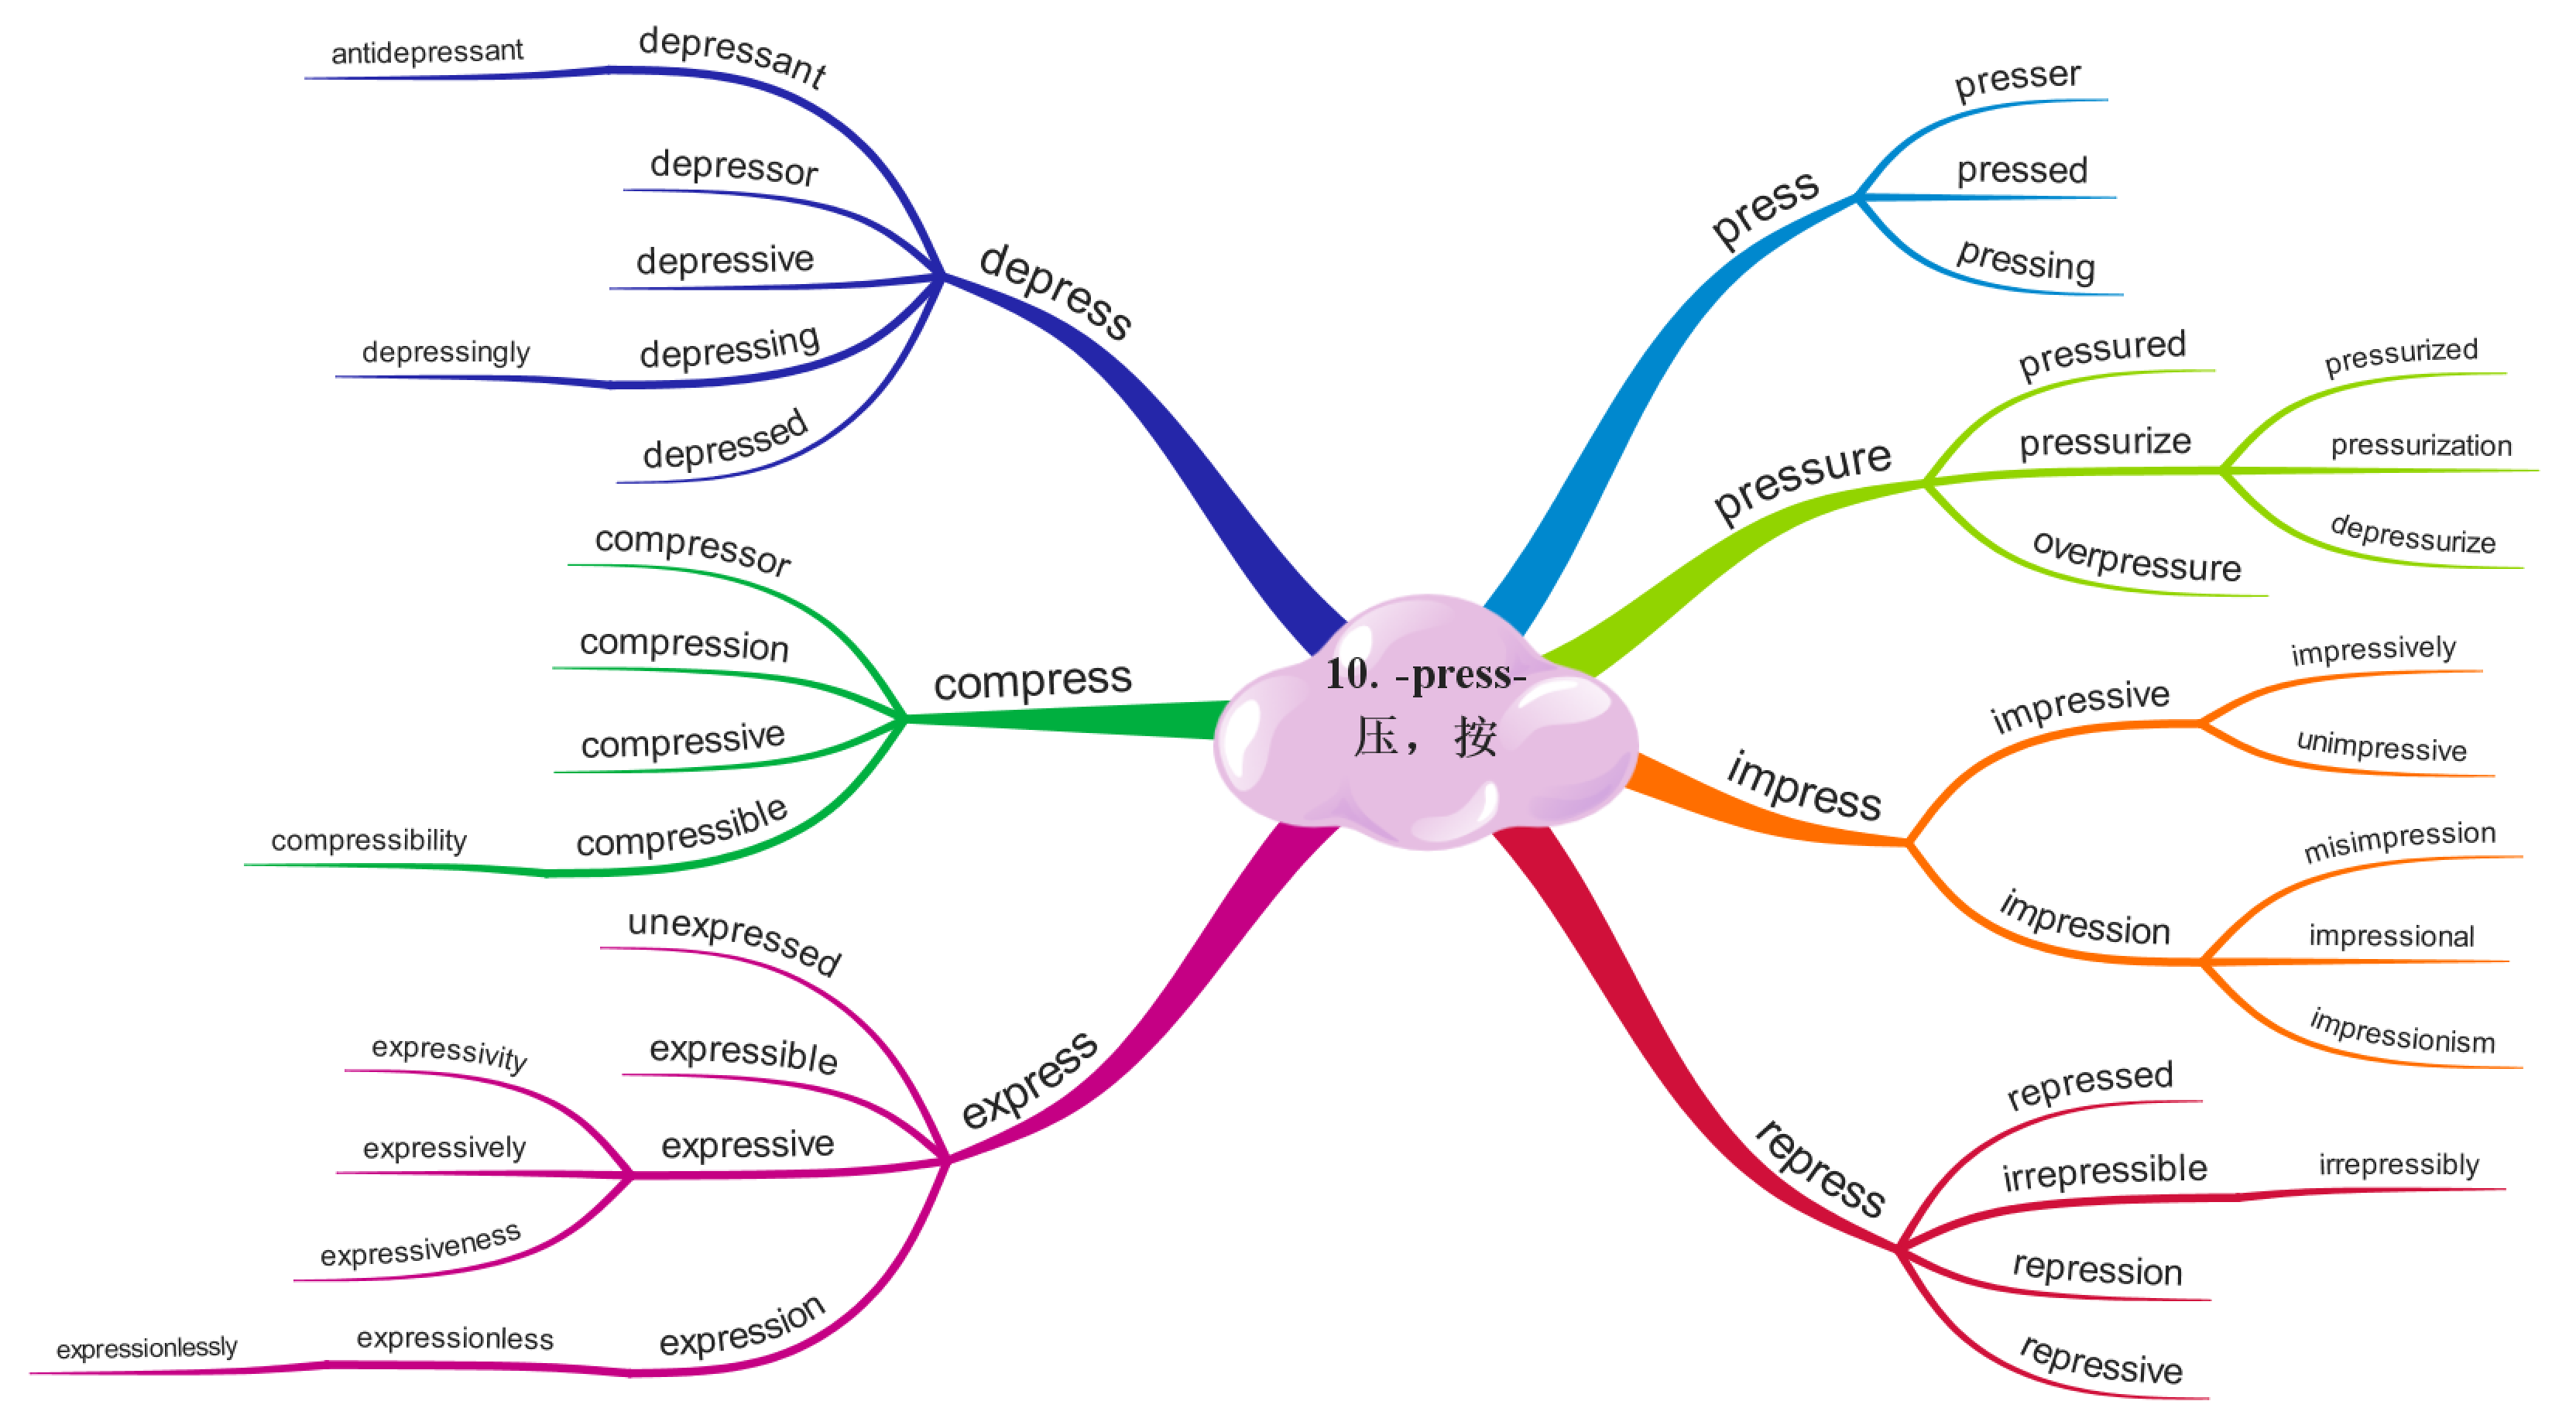 10. -press-
压，按
press
presser
pressed
pressing
pressure
pressured
pressurize
pressurized
pressurization
depressurize
overpressure
impress
impressive
impressively
unimpressive
impression
misimpression
impressional
impressionism
repress
repressed
irrepressible
irrepressibly
repression
repressive
depress
depressant
antidepressant
depressor
depressive
depressing
depressingly
depressed
compress
compressor
compression
compressive
compressible
compressibility
express
unexpressed
expressible
expressive
expressivity
expressively
expressiveness
expression
expressionless
expressionlessly